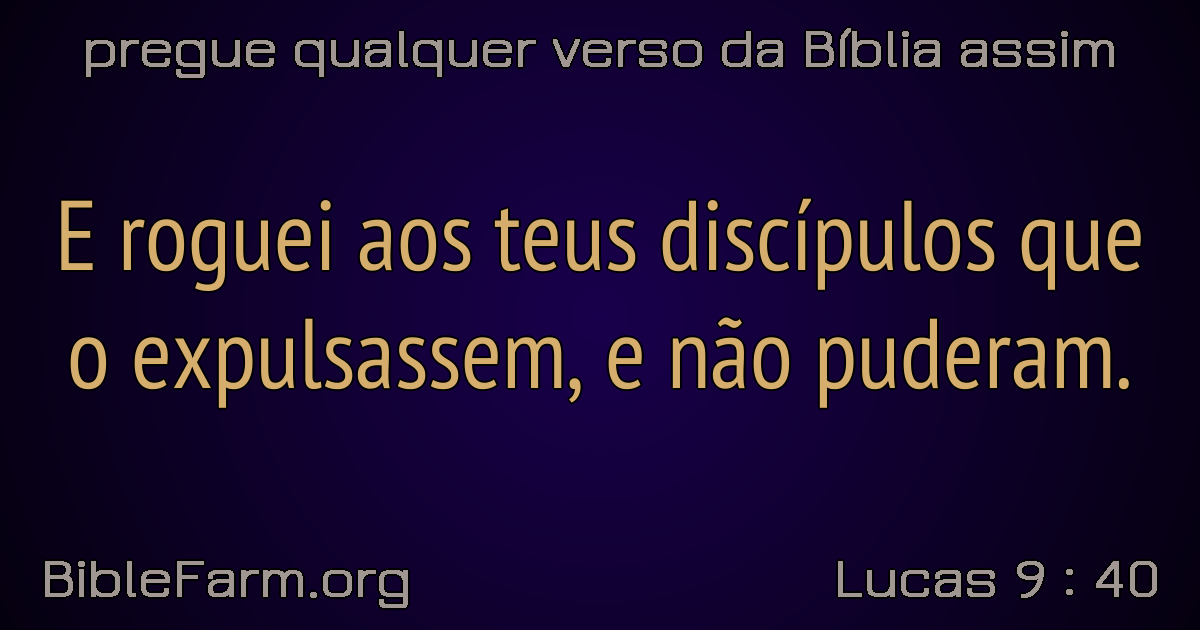 pregue qualquer verso da Bíblia assim
E roguei aos teus discípulos que
o expulsassem, e não puderam.
BibleFarm.org
Lucas 9 : 40